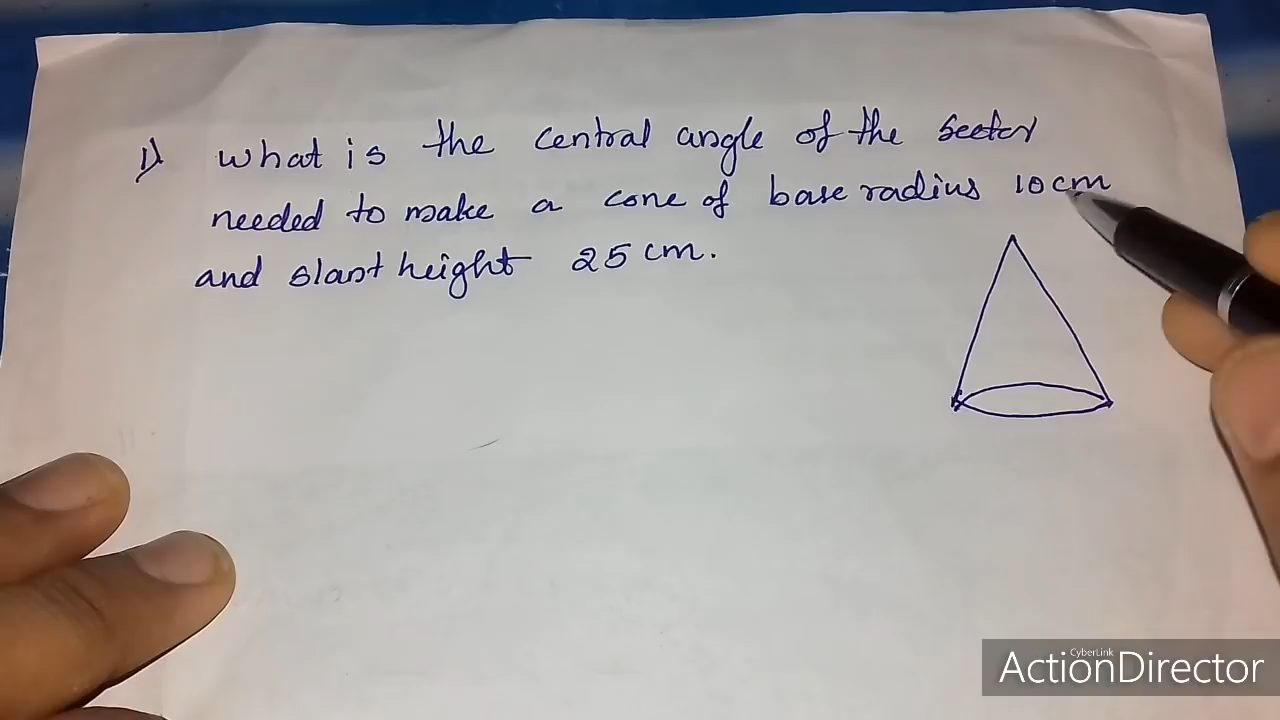 1) What is the central angle of the sector
needed to make a cone of base radius 10cm
and slant height 25 cm.
CyberLink
ActionDirector